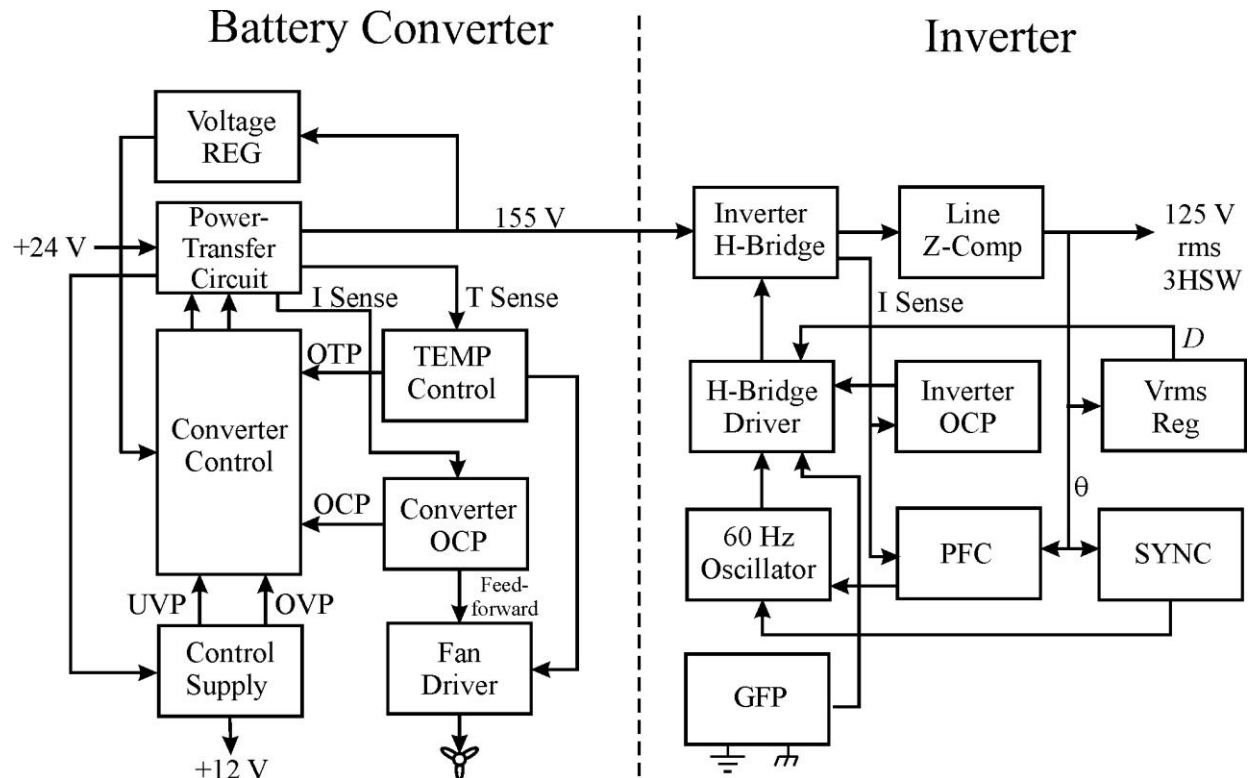 Battery Converter
Inverter
Voltage
REG
Power-
Transfer
Circuit
+24 V
155 V
I Sense
T Sense
OTP
TEMP
Control
Converter
Control
OCP
Converter
OCP
Feed-
forward
UVP
OVP
Control
Supply
Fan
Driver
+12 V
Inverter
H-Bridge
Line
Z-Comp
125 V
rms
3HSW
I Sense
D
H-Bridge
Driver
Inverter
OCP
Vrms
Reg
θ
60 Hz
Oscillator
PFC
SYNC
GFP